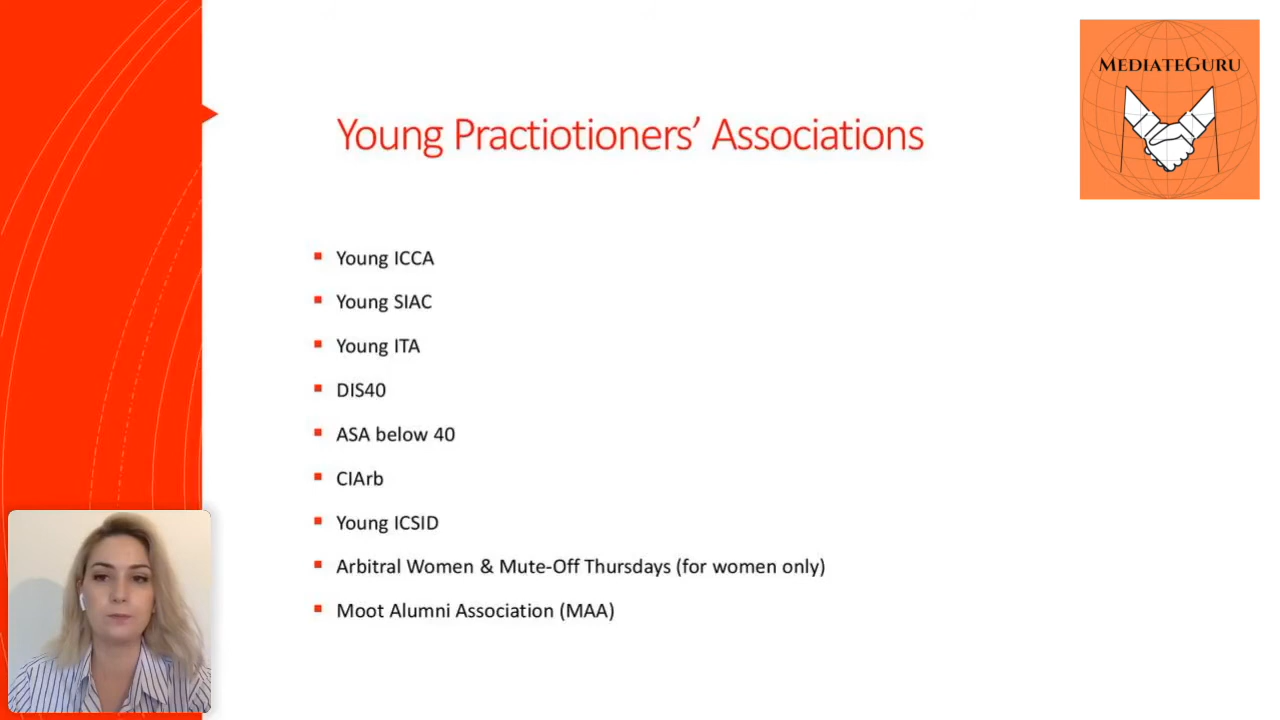 MEDIATEGURU
Young Practiotioners’ Associations
Young ICCA
Young SIAC
Young ITA
DIS40
ASA below 40
CIArb
Young ICSID
Arbitral Women & Mute-Off Thursdays (for women only)
Moot Alumni Association (MAA)